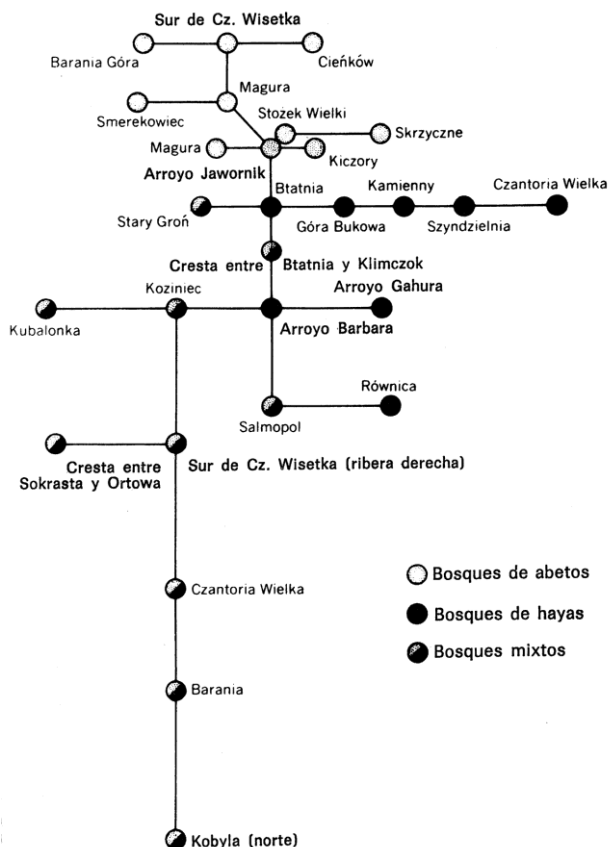 Sur de Cz. Wisetka
Barania Góra
Cieńków
Magura
Smerekowiec
Stożek Wielki
Skrzyczne
Magura
Kiczory
Arroyo Jawornik
Btatnia
Kamienny
Czantoria Wielka
Stary Groń
Góra Bukowa
Szyndzielnia
Cresta entre
Btatnia y Klimczok
Koziniec
Arroyo Gahura
Kubalonka
Arroyo Barbara
Równica
Salmopol
Cresta entre
Sokrasta y Ortowa
Sur de Cz. Wisetka (ribera derecha)
Czantoria Wielka
Bosques de abetos
Bosques de hayas
Bosques mixtos
Barania
Kobyla (norte)